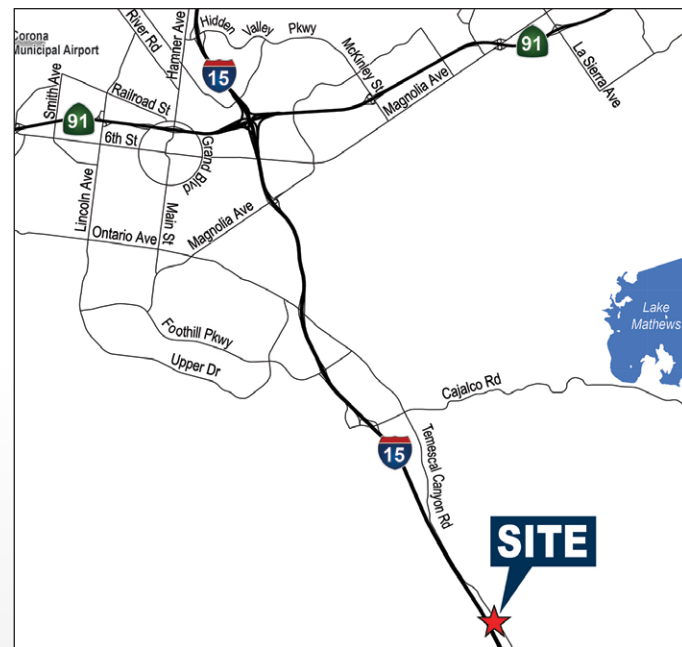 Hidden Valley Pkwy
River Rd
Hamner Ave
Corona
Municipal Airport
15
91
McKinley St
La Sierra Ave
Smith Ave
Railroad St
Magnolia Ave
91
6th St
Grand Blvd
Lincoln Ave
Main St
Ontario Ave
Magnolia Ave
Lake
Mathews
Foothill Pkwy
Upper Dr
Cajalco Rd
Temescal Canyon Rd
15
SITE